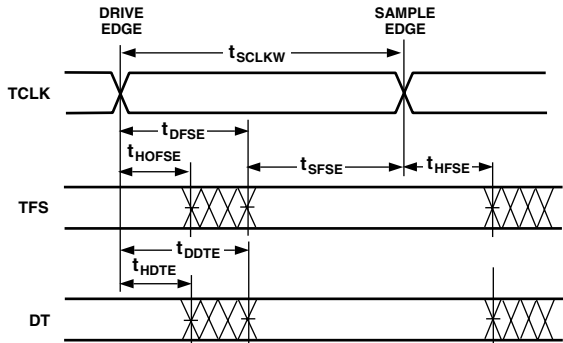 DRIVE EDGE
SAMPLE EDGE
tSCLKW
TCLK
tDFSE
tHOFSE
tSFSE
tHFSE
TFS
tDDTE
tHDTE
DT